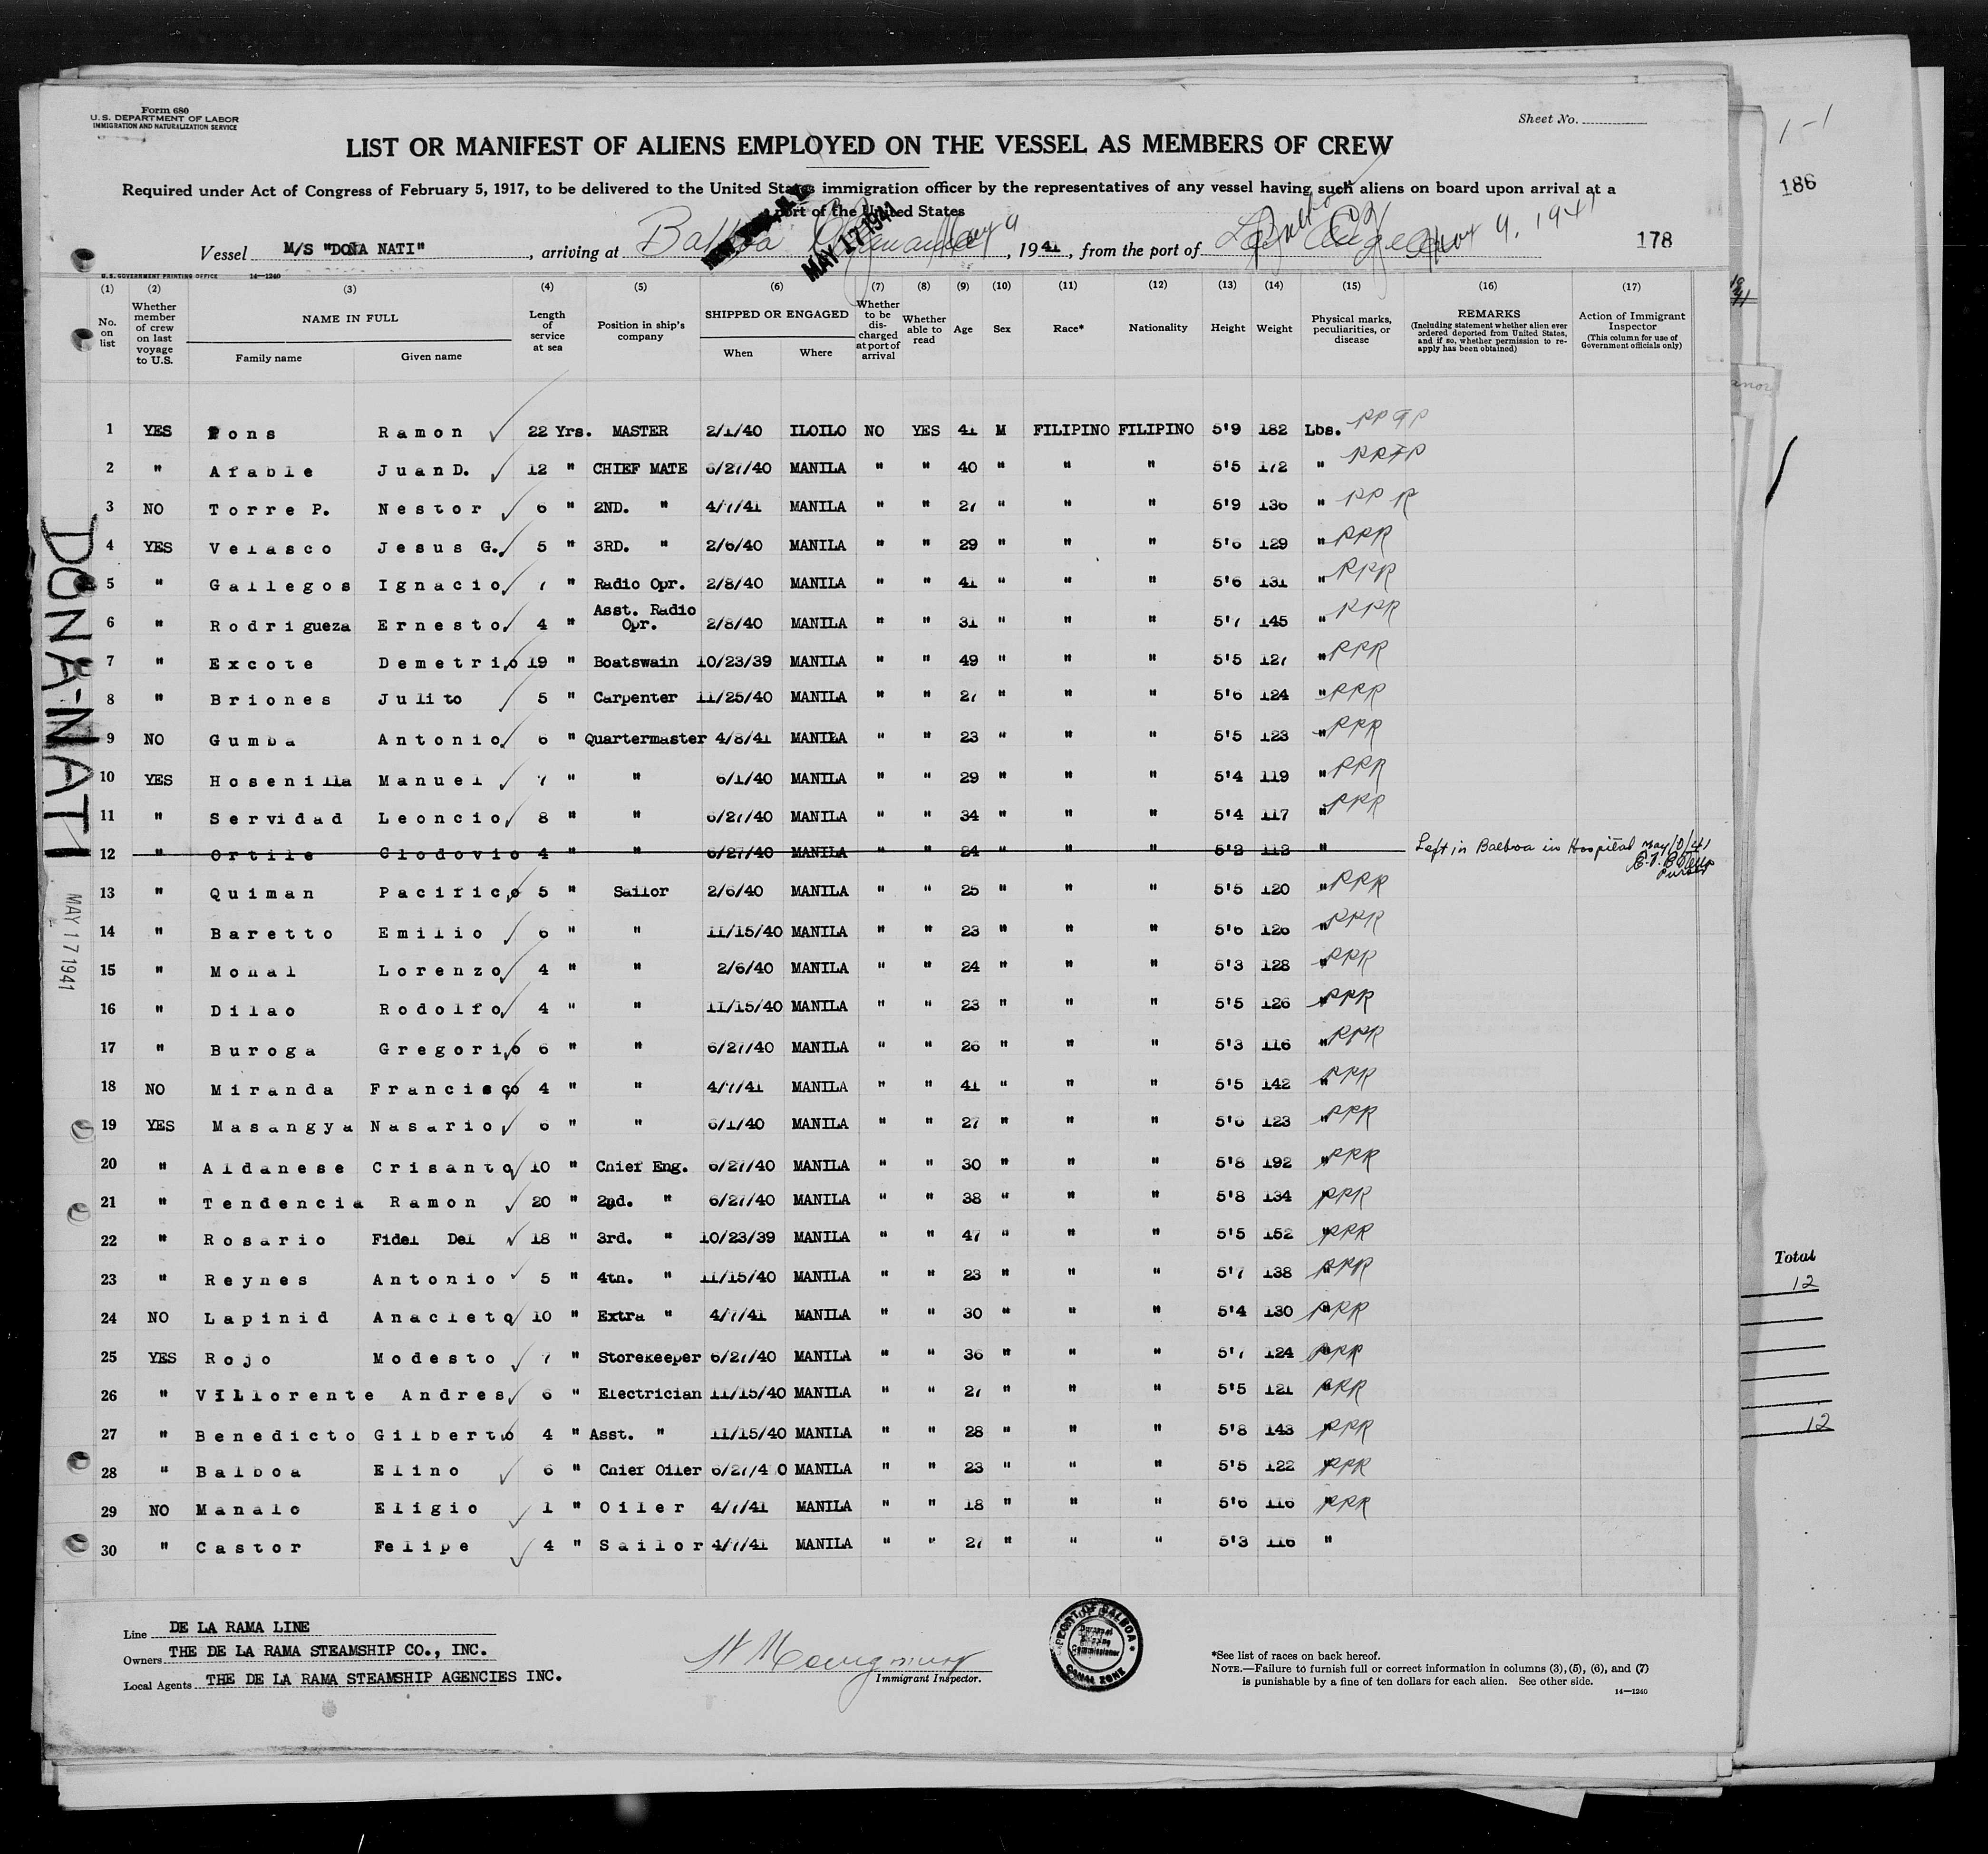 Form 680
U.S. DEPARTMENT OF LABOR
IMMIGRATION AND NATURALIZATION SERVICE
Sheet No.
LIST OR MANIFEST OF ALIENS EMPLOYED ON THE VESSEL AS MEMBERS OF CREW
Required under Act of Congress of February 5, 1917, to be delivered to the United States immigration officer by the representatives of any vessel having such aliens on board upon arrival at a
port of the United States
MAY 17 1941
Vessel M/S "DOÑA NATI", arriving at Balboa, 1941, from the port of Los Angeles May 9, 1941
178
186
U.S. GOVERNMENT PRINTING OFFICE 14—1240
(1) (2) (3) (4) (5) (6) (7) (8) (9) (10) (11) (12) (13) (14) (15) (16) (17)
No. on list
Whether member of crew on last voyage to U.S.
NAME IN FULL
Family name Given name
Length of service at sea
Position in ship's company
SHIPPED OR ENGAGED
When Where
Whether to be discharged at port of arrival
Whether able to read
Age
Sex
Race*
Nationality
Height
Weight
Physical marks, peculiarities, or disease
REMARKS
(Including statement whether alien ever ordered deported from United States, and if so, whether permission to re-apply has been obtained)
Action of Immigrant Inspector
(This column for use of Government officials only)
1 YES Pons Ramon 22 Yrs. MASTER 2/1/40 ILOILO NO YES 41 M FILIPINO FILIPINO 5'9 182 Lbs.
2 " Afable Juan D. 12 " CHIEF MATE 6/27/40 MANILA " " 40 " " " 5'5 172 "
3 NO Torre P. Nestor 6 " 2ND. " 4/7/41 MANILA " " 27 " " " 5'9 136 "
4 YES Velasco Jesus G. 5 " 3RD. " 2/6/40 MANILA " " 29 " " " 5'6 129 "
5 " Gallegos Ignacio 7 " Radio Opr. 2/8/40 MANILA " " 41 " " " 5'6 131 "
6 " Rodrigueza Ernesto 4 " Asst. Radio Opr. 2/8/40 MANILA " " 31 " " " 5'7 145 "
7 " Excote Demetrio 19 " Boatswain 10/23/39 MANILA " " 49 " " " 5'5 127 "
8 " Briones Julito 5 " Carpenter 11/25/40 MANILA " " 27 " " " 5'6 124 "
9 NO Gumba Antonio 6 " Quartermaster 4/8/41 MANILA " " 23 " " " 5'5 123 "
10 YES Hosenilla Manuel 7 " " 6/1/40 MANILA " " 29 " " " 5'4 119 "
11 " Servidad Leoncio 8 " " 6/27/40 MANILA " " 34 " " " 5'4 117 "
12 " Ortile Clodovio 4 " " 6/27/40 MANILA " " 24 " " " 5'2 112 " Left in Balboa in Hospital May/10/41
Purser
13 " Quiman Pacifico 5 " Sailor 2/6/40 MANILA " " 25 " " " 5'5 120 "
14 " Baretto Emilio 6 " " 11/15/40 MANILA " " 23 " " " 5'6 126 "
15 " Monal Lorenzo 4 " " 2/6/40 MANILA " " 24 " " " 5'3 128 "
16 " Dilao Rodolfo 4 " " 11/15/40 MANILA " " 23 " " " 5'5 126 "
17 " Buroga Gregorio 6 " " 6/27/40 MANILA " " 26 " " " 5'3 116 "
18 NO Miranda Francisco 4 " " 4/7/41 MANILA " " 41 " " " 5'5 142 "
19 YES Masangya Nasario 6 " " 6/1/40 MANILA " " 27 " " " 5'6 123 "
20 " Aldanese Crisanto 10 " Chief Eng. 6/27/40 MANILA " " 30 " " " 5'8 192 "
21 " Tendencia Ramon 20 " 2nd. " 6/27/40 MANILA " " 38 " " " 5'8 134
22 " Rosario Fidel Del 18 " 3rd. " 10/23/39 MANILA " " 47 " " " 5'5 152 "
23 " Reynes Antonio 5 " 4th. " 11/15/40 MANILA " " 23 " " " 5'7 138 "
24 NO Lapinid Anacleto 10 " Extra " 4/7/41 MANILA " " 30 " " " 5'4 130 "
25 YES Rojo Modesto 7 " Storekeeper 6/27/40 MANILA " " 36 " " " 5'7 124 "
26 " Villorente Andres 6 " Electrician 11/15/40 MANILA " " 27 " " " 5'5 121 "
27 " Benedicto Gilberto 4 " Asst. " 11/15/40 MANILA " " 28 " " " 5'8 143 "
28 " Balboa Elino 6 " Chief Oiler 6/27/40 MANILA " " 23 " " " 5'5 122 "
29 NO Manalo Eligio 1 " Oiler 4/7/41 MANILA " " 18 " " " 5'6 116 "
30 " Castor Felipe 4 " Sailor 4/7/41 MANILA " " 27 " " " 5'3 116 "
DONA-NATI
MAY 17 1941
Total
12
12
Line DE LA RAMA LINE
Owners THE DE LA RAMA STEAMSHIP CO., INC.
Local Agents THE DE LA RAMA STEAMSHIP AGENCIES INC.
Immigrant Inspector.
PORT OF BALBOA
Shipping Commissioner
CANAL ZONE
*See list of races on back hereof.
NOTE.—Failure to furnish full or correct information in columns (3), (5), (6), and (7)
is punishable by a fine of ten dollars for each alien. See other side.
14—1240